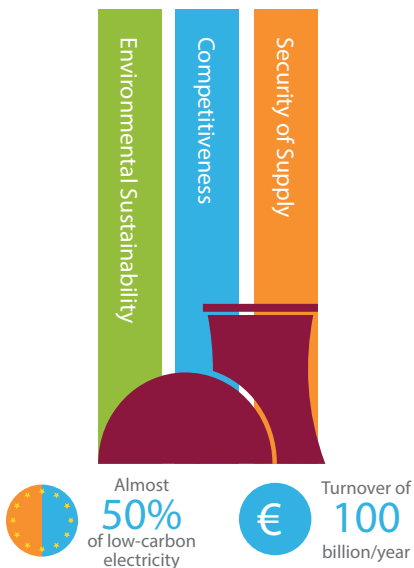 Environmental Sustainability
Competitiveness
Security of Supply
Almost
50%
of low-carbon
electricity
€
Turnover of
100
billion/year